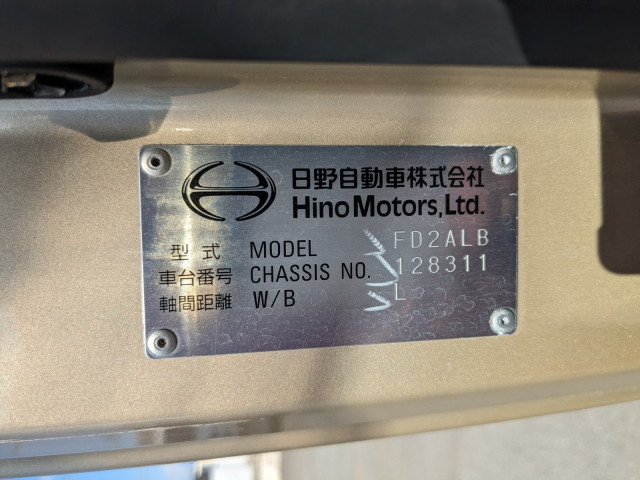 日野自動車株式会社
Hino Motors, Ltd.
型式 MODEL FD2ALB
車台番号 CHASSIS NO. 128311
軸間距離 W/B L